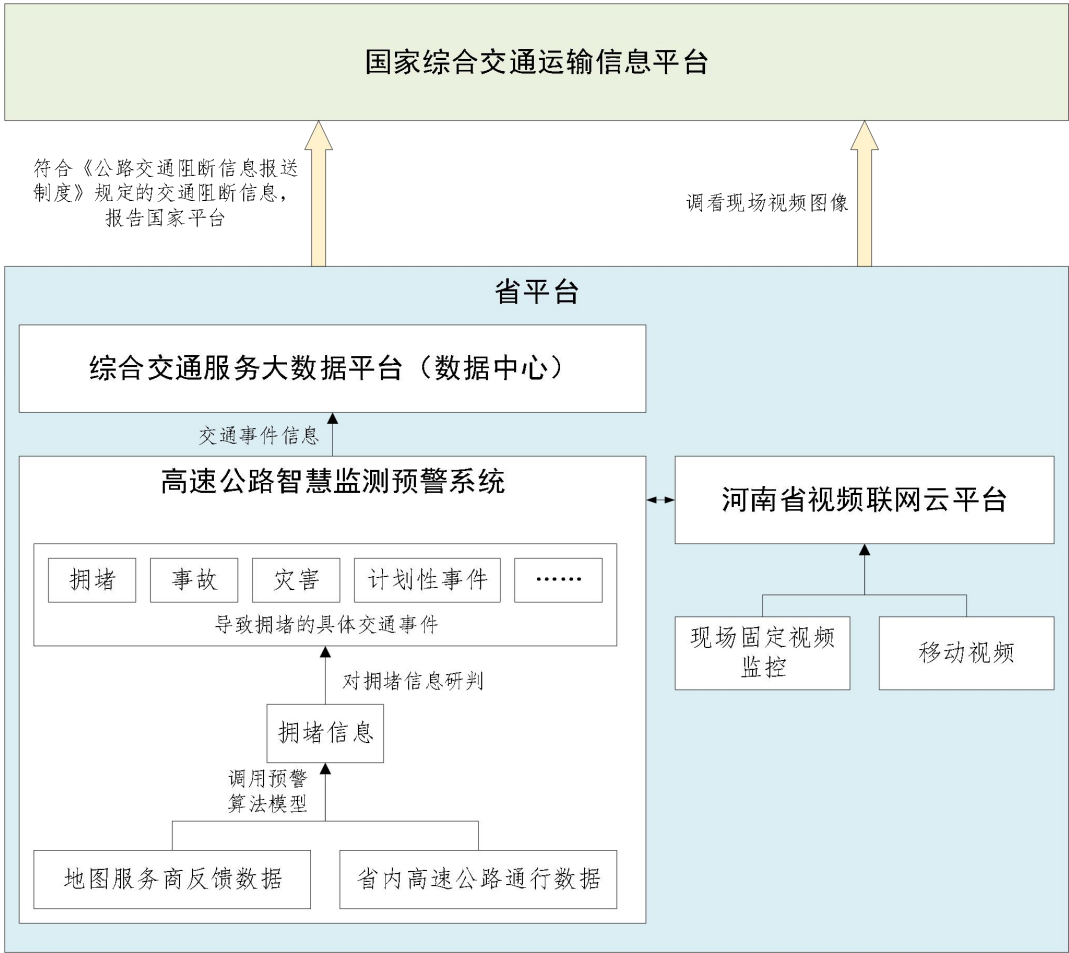 国家综合交通运输信息平台
符合《公路交通阻断信息报送
制度》规定的交通阻断信息，
报告国家平台
调看现场视频图像
省平台
综合交通服务大数据平台（数据中心）
交通事件信息
高速公路智慧监测预警系统
河南省视频联网云平台
拥堵
事故
灾害
计划性事件
……
导致拥堵的具体交通事件
现场固定视频
监控
移动视频
对拥堵信息研判
拥堵信息
调用预警
算法模型
地图服务商反馈数据
省内高速公路通行数据